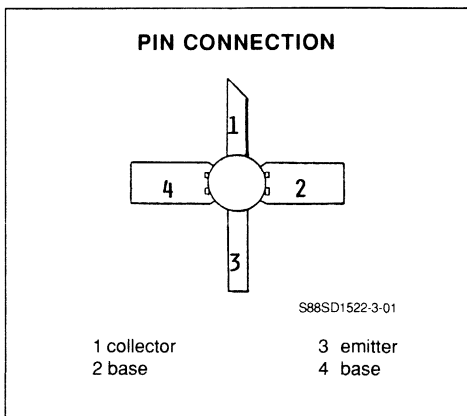 PIN CONNECTION
1
4
2
3
S88SD1522-3-01
1 collector
3 emitter
2 base
4 base